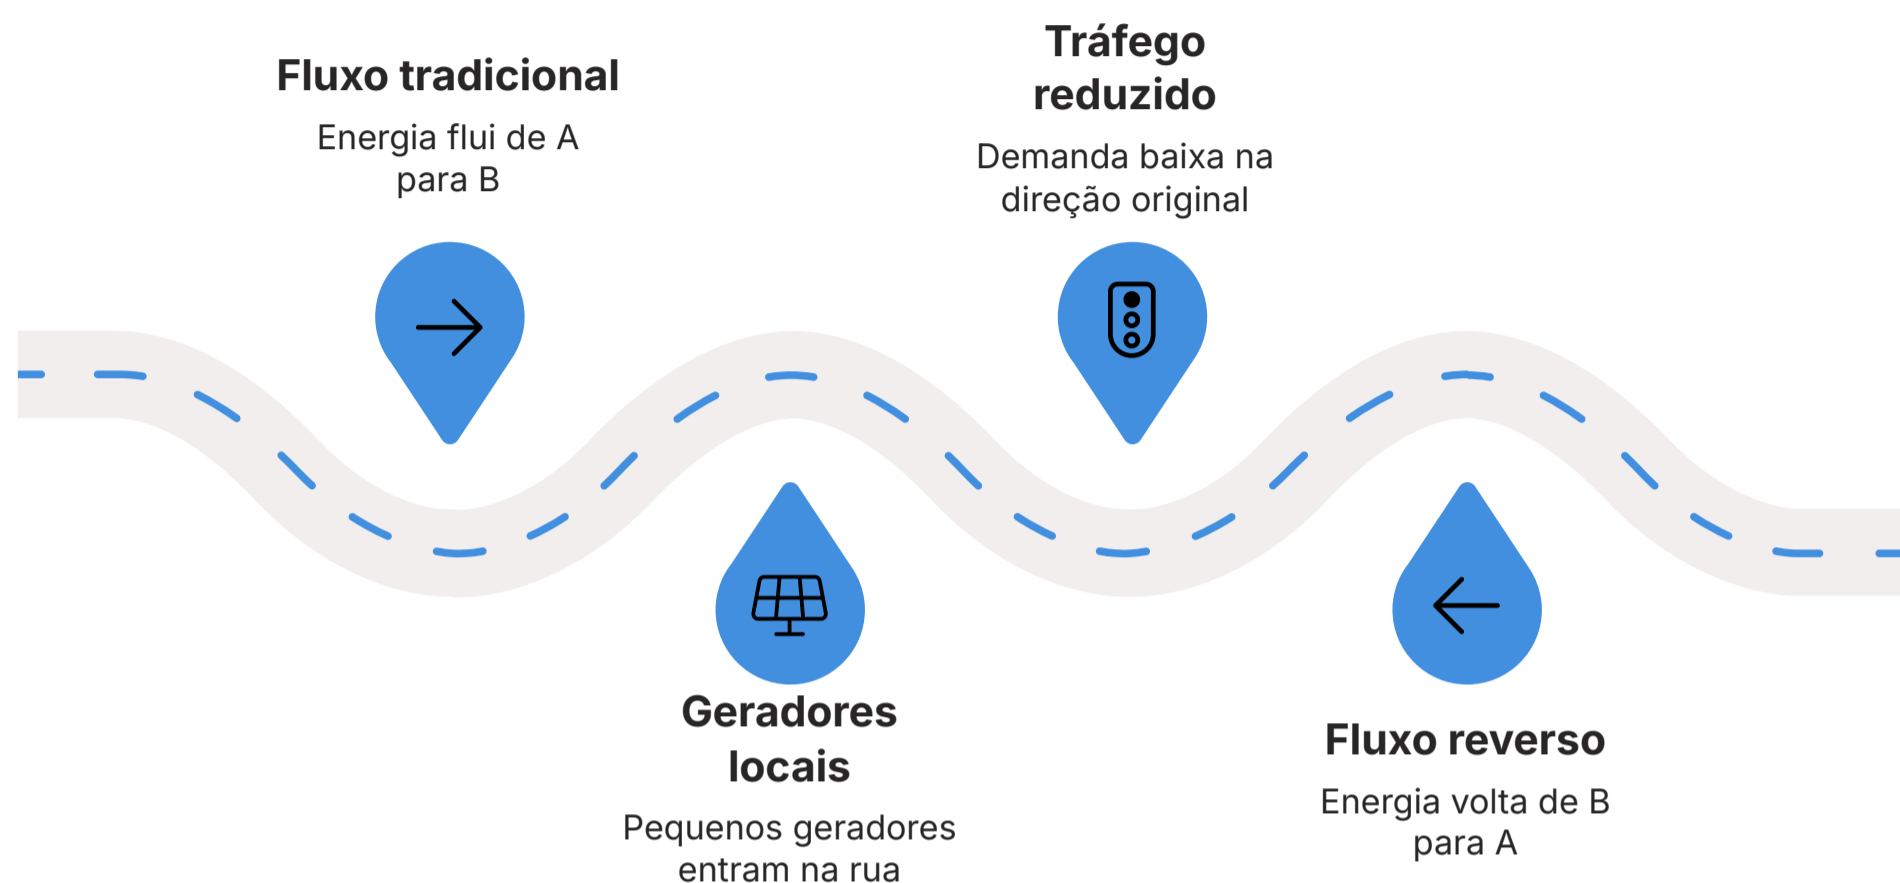 Fluxo tradicional
Energia flui de A
para B
Geradores
locais
Pequenos geradores
entram na rua
Tráfego
reduzido
Demanda baixa na
direção original
Fluxo reverso
Energia volta de B
para A